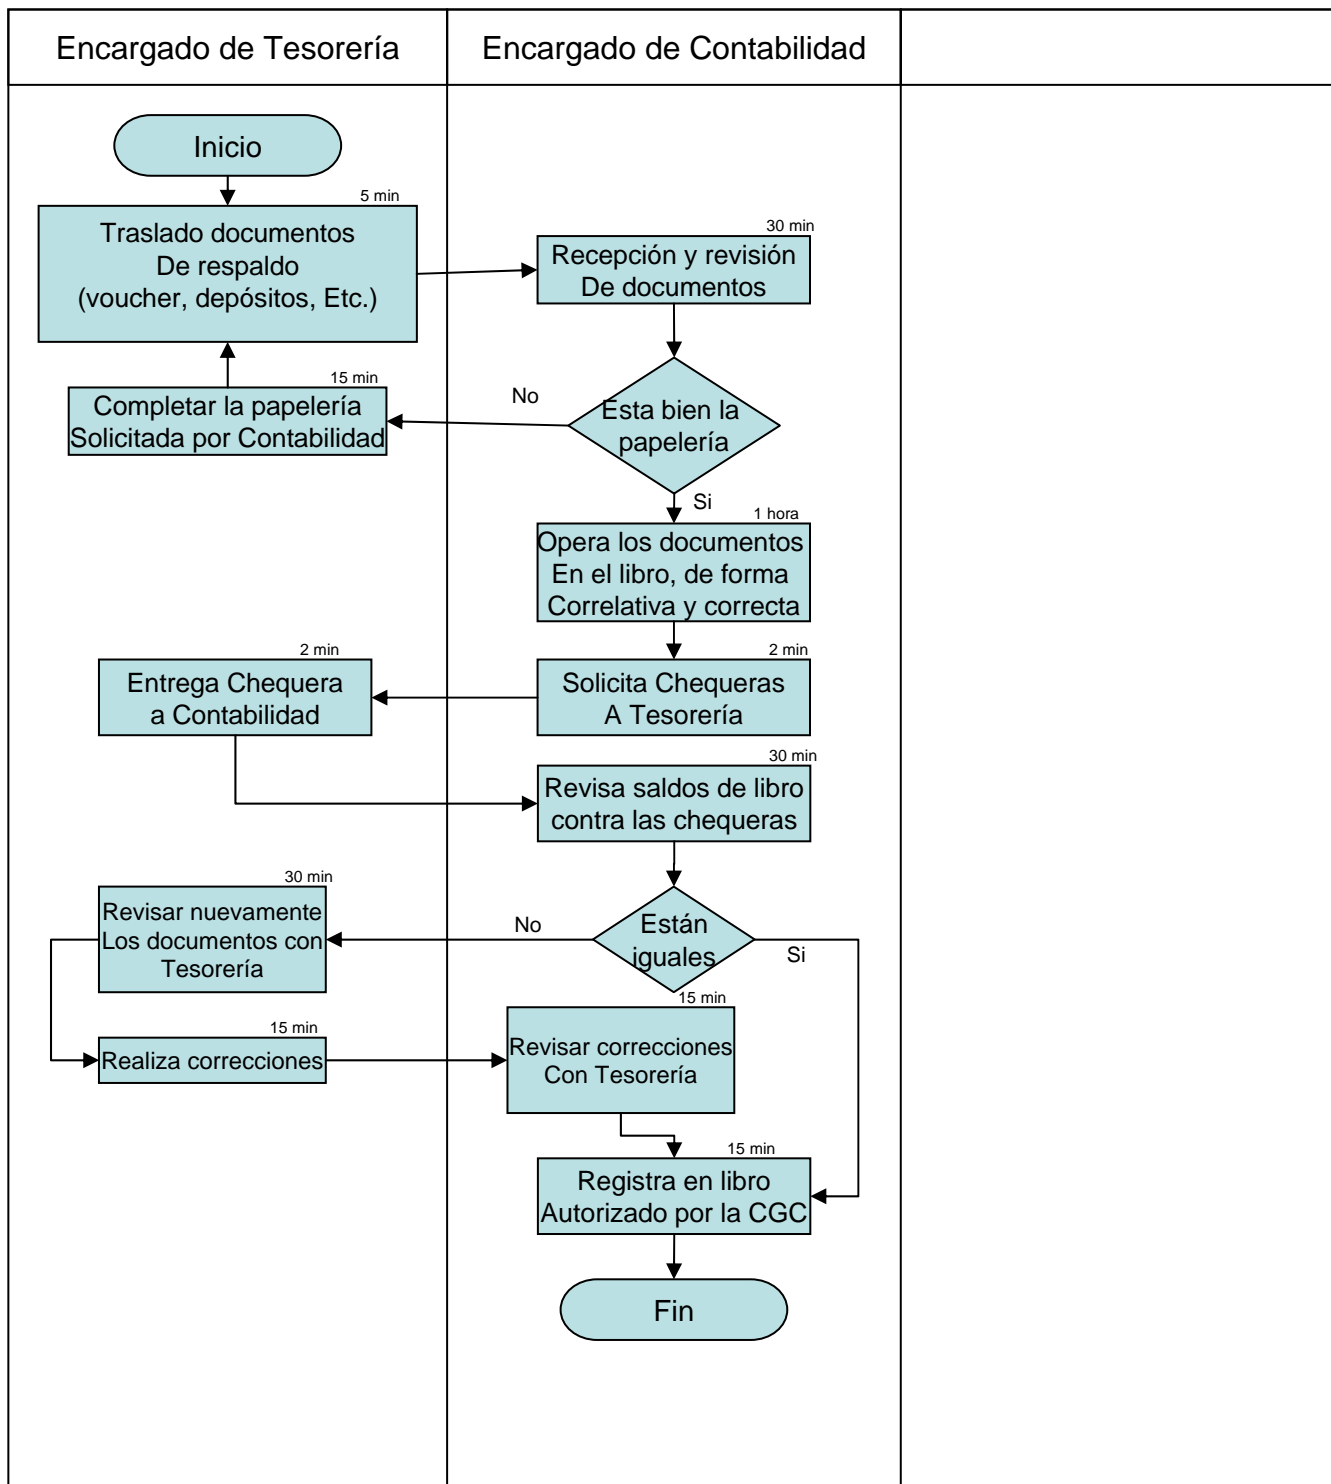 Encargado de Tesorería
Encargado de Contabilidad
Inicio
5 min
Traslado documentos
De respaldo
(voucher, depósitos, Etc.)
30 min
Recepción y revisión
De documentos
15 min
Completar la papelería
Solicitada por Contabilidad
No
Esta bien la
papelería
Si
1 hora
Opera los documentos
En el libro, de forma
Correlativa y correcta
2 min
Entrega Chequera
a Contabilidad
2 min
Solicita Chequeras
A Tesorería
30 min
Revisa saldos de libro
contra las chequeras
30 min
Revisar nuevamente
Los documentos con
Tesorería
No
Están
iguales
Si
15 min
Realiza correcciones
15 min
Revisar correcciones
Con Tesorería
15 min
Registra en libro
Autorizado por la CGC
Fin